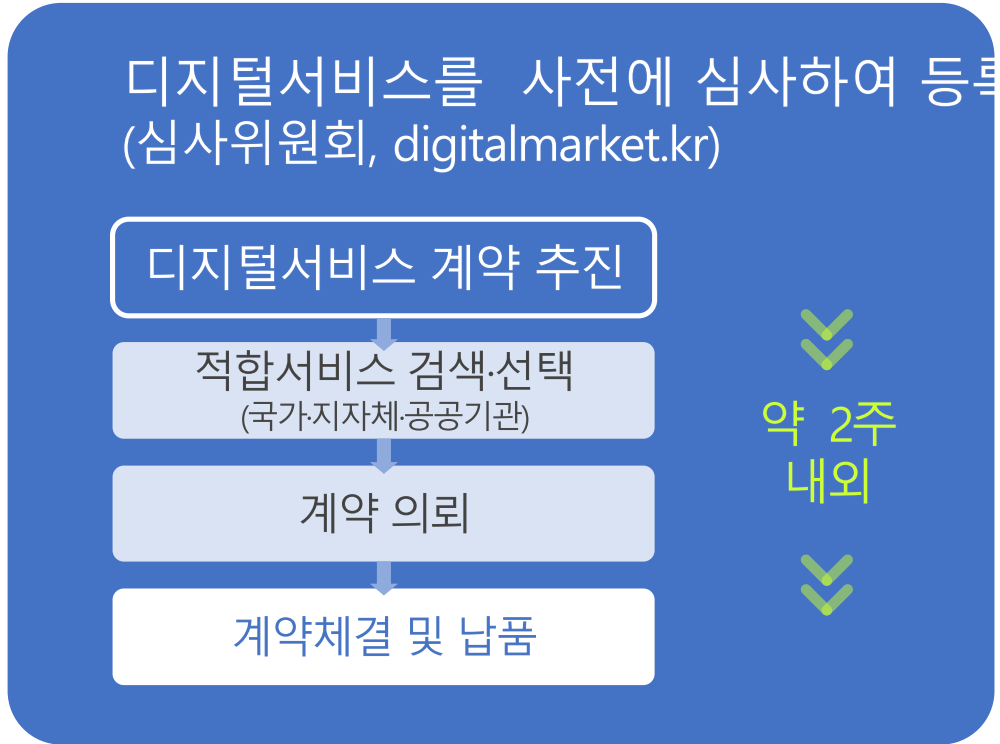 디지털서비스를 사전에 심사하여
(심사위원회, digitalmarket.kr)
디지털서비스 계약 추진
적합서비스 검색·선택
(국가·지자체·공공기관)
계약 의뢰
계약체결 및 납품
약 2주
내외